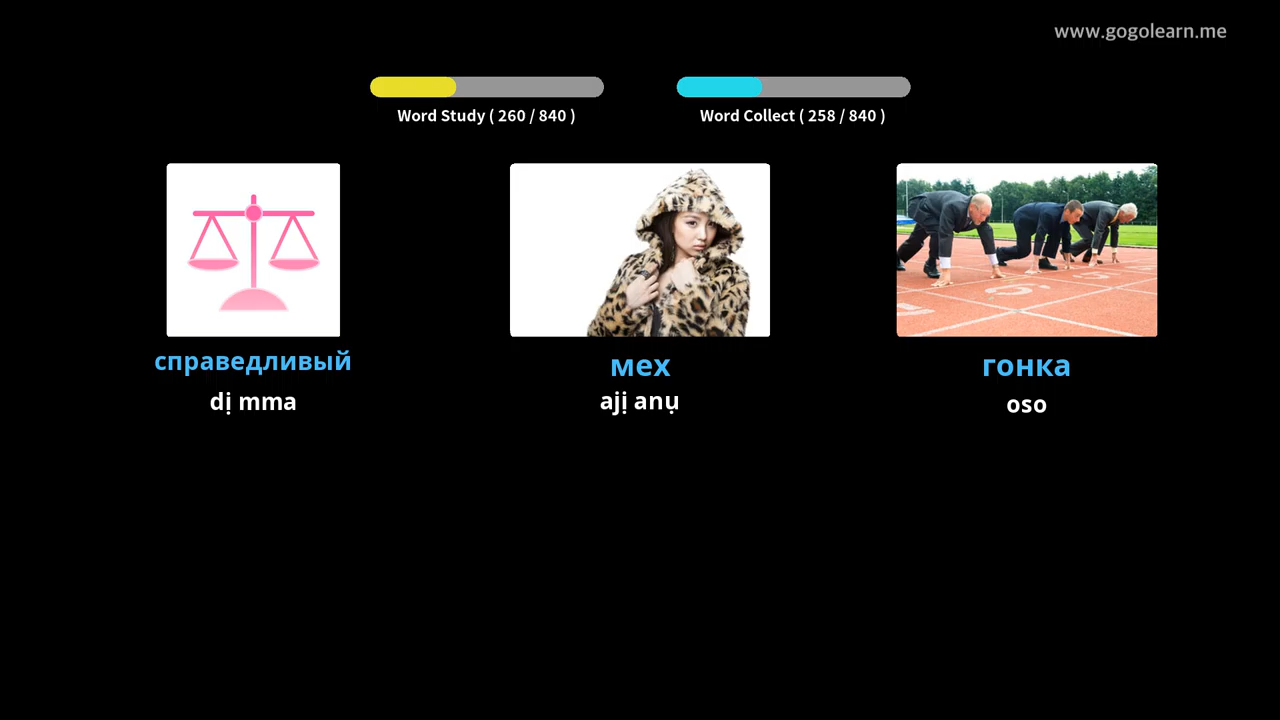 www.gogolearn.me
Word Study ( 260 / 840 )
Word Collect ( 258 / 840 )
справедливый
мех
гонка
dị mma
ajị anụ
oso